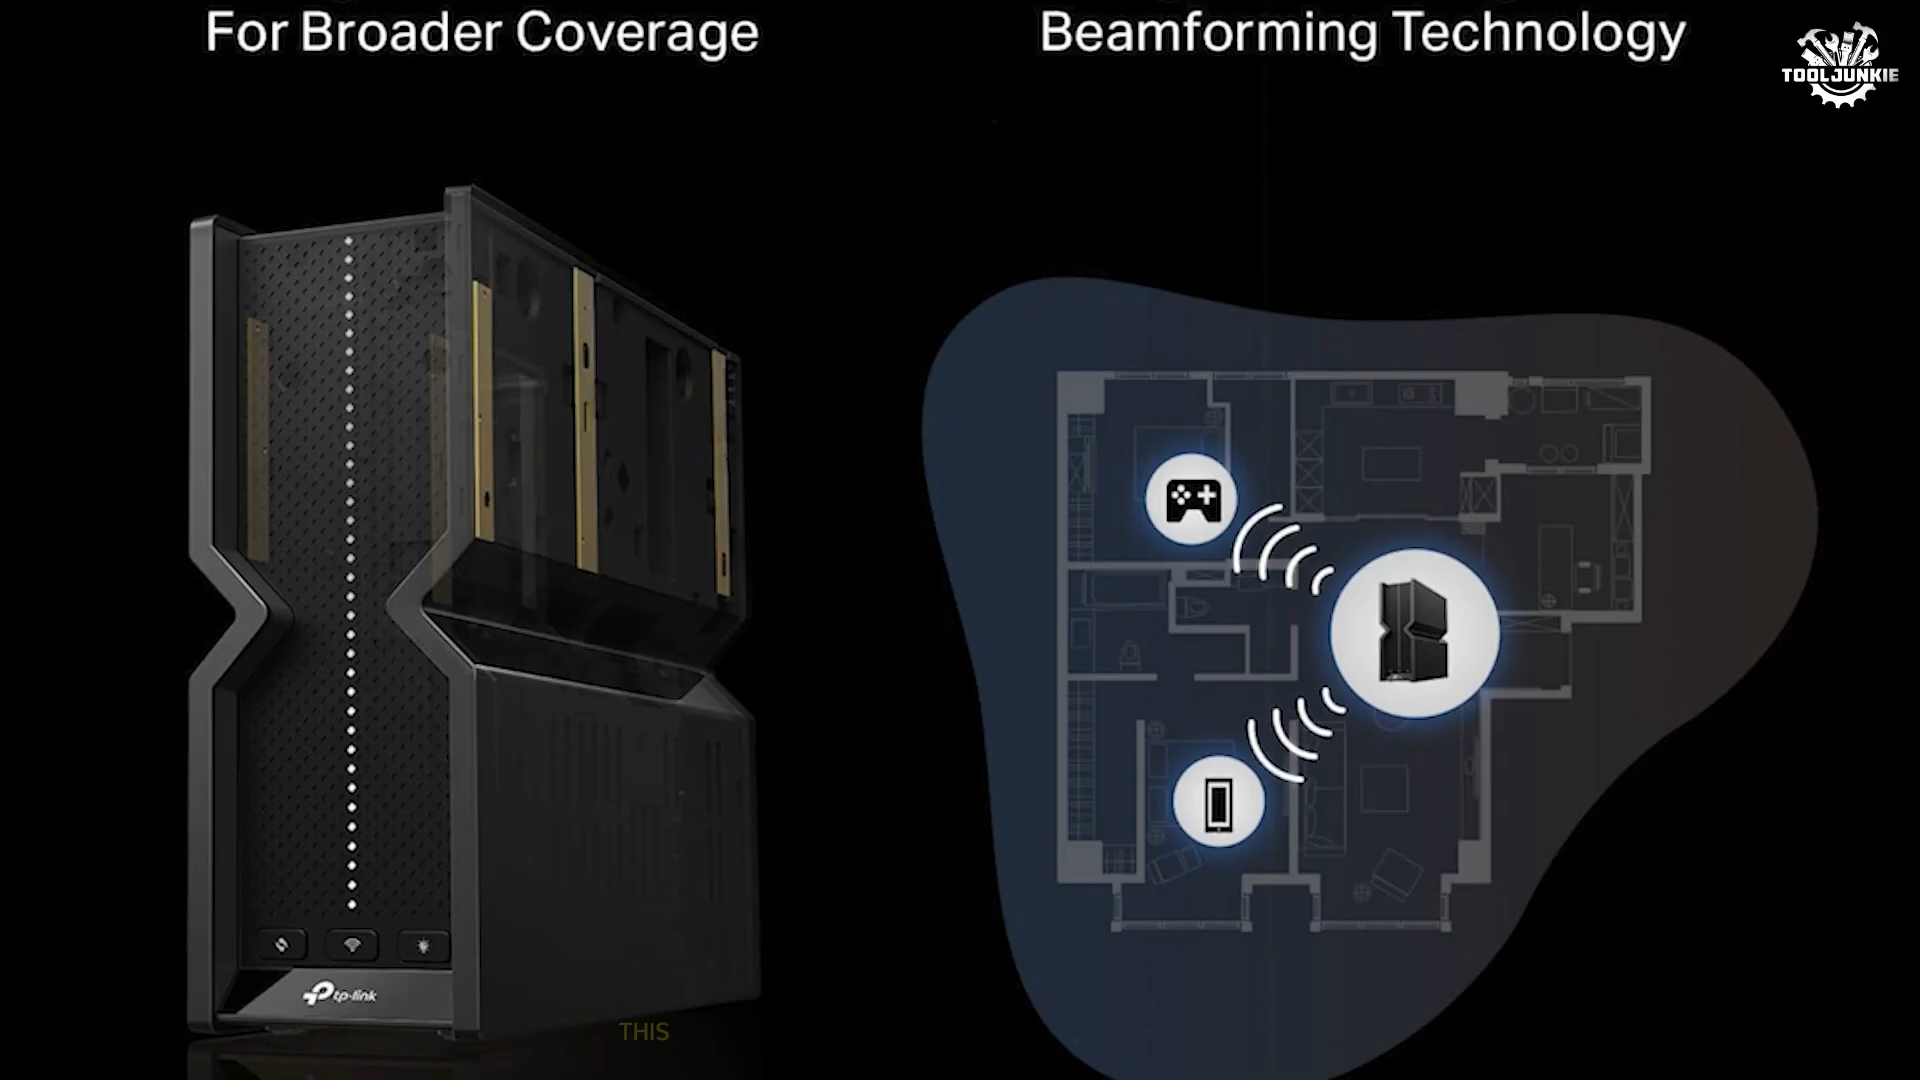 For Broader Coverage
Beamforming Technology
TOOLJUNKIE
tp-link
THIS